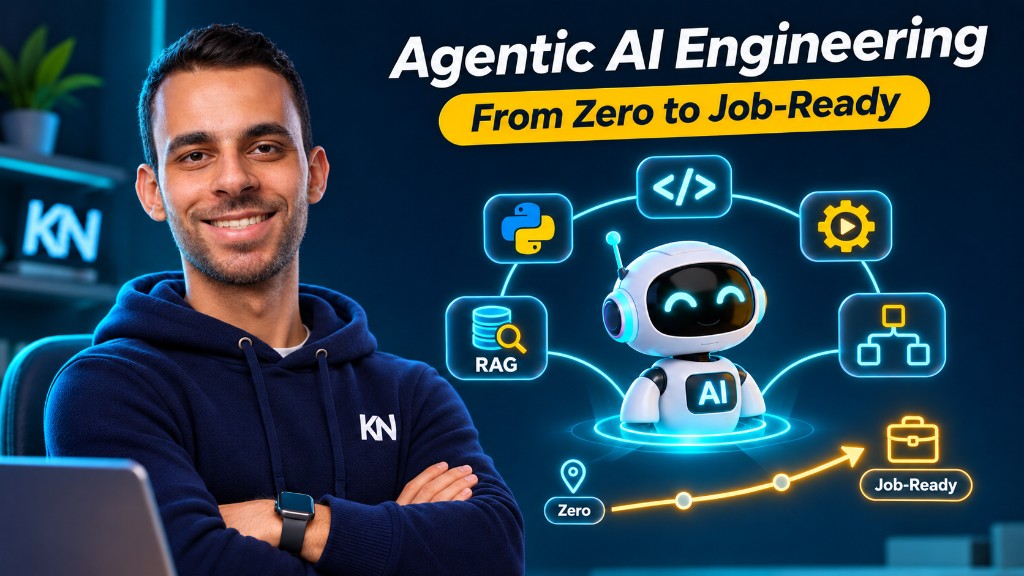 Agentic AI Engineering
From Zero to Job-Ready
</>
KN
RAG
AI
KN
Job-Ready
Zero